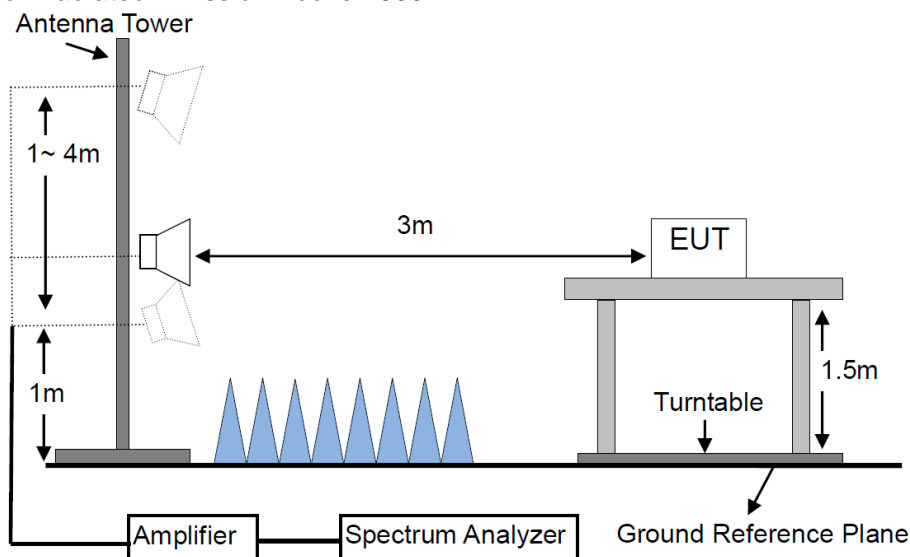 Antenna Tower
1~ 4m
3m
EUT
1m
1.5m
Turntable
Amplifier
Spectrum Analyzer
Ground Reference Plane